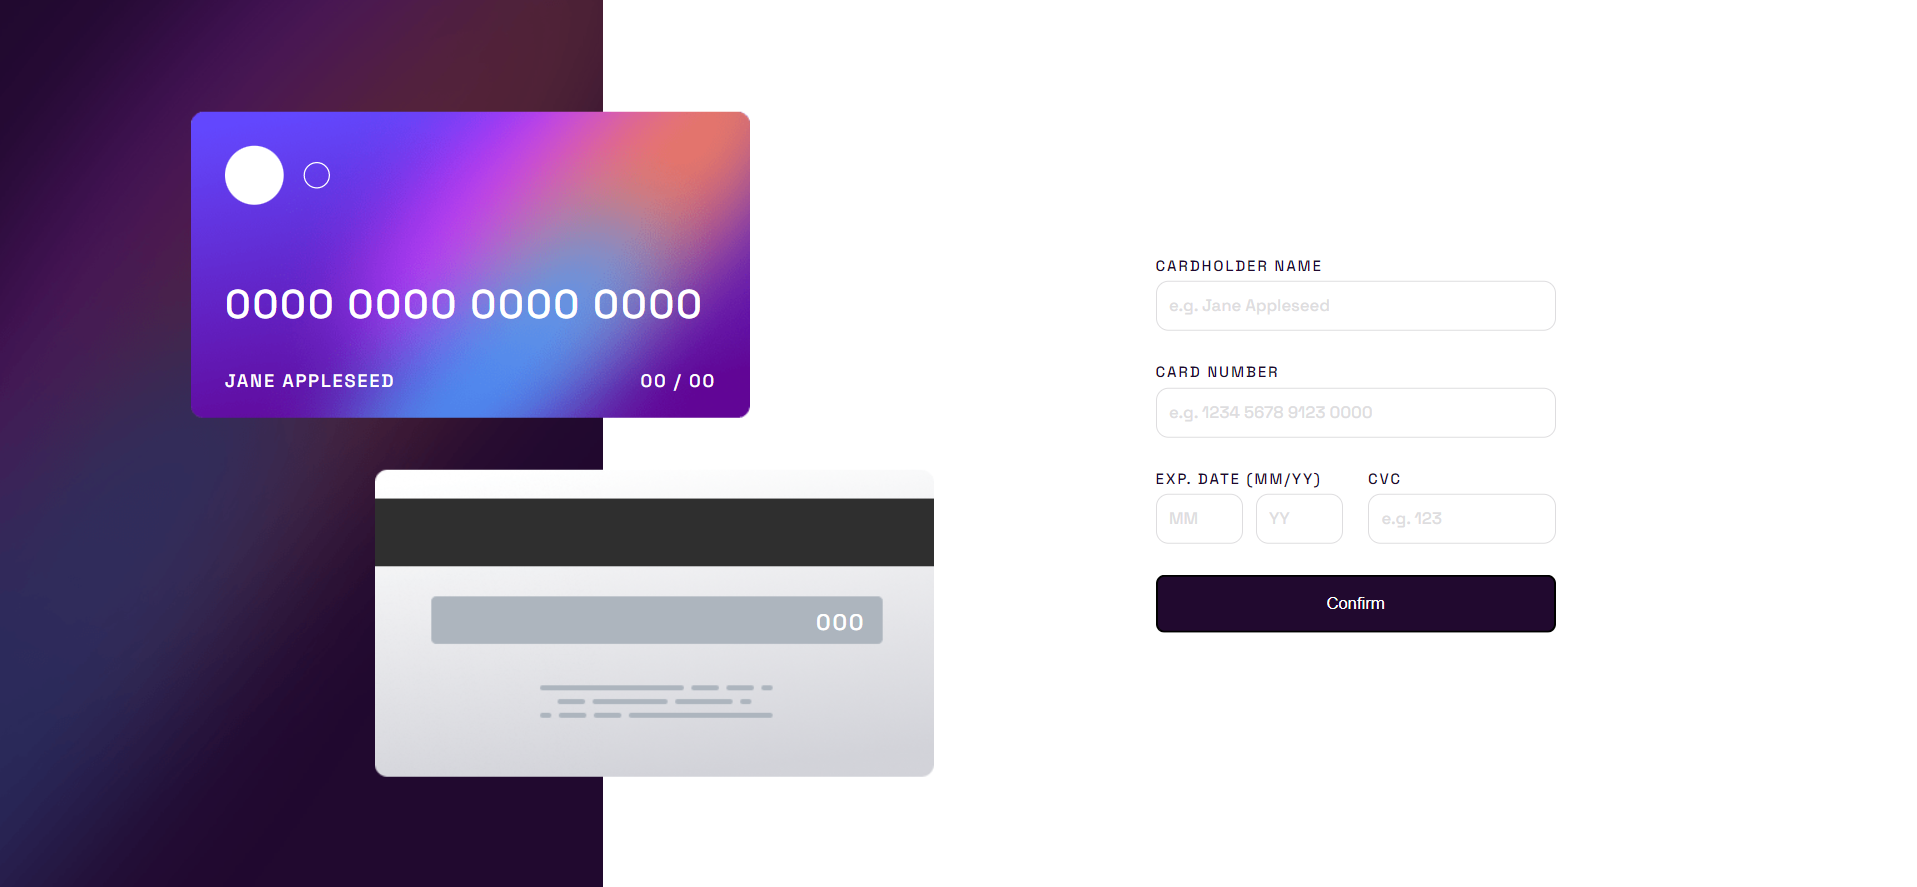 0000 0000 0000 0000
JANE APPLESEED 00 / 00
000
CARDHOLDER NAME
e.g. Jane Appleseed
CARD NUMBER
e.g. 1234 5678 9123 0000
EXP. DATE (MM/YY) CVC
MM YY e.g. 123
Confirm